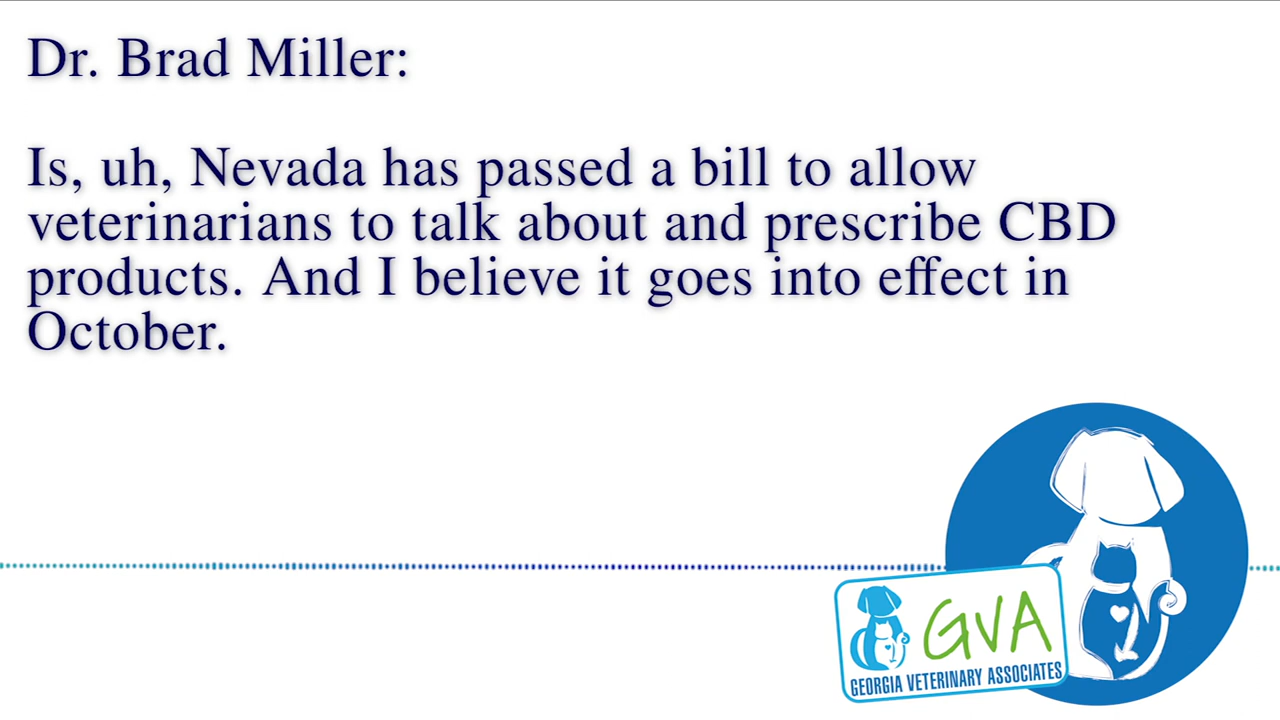 Dr. Brad Miller:
Is, uh, Nevada has passed a bill to allow
veterinarians to talk about and prescribe CBD
products. And I believe it goes into effect in
October.
GVA
GEORGIA VETERINARY ASSOCIATES